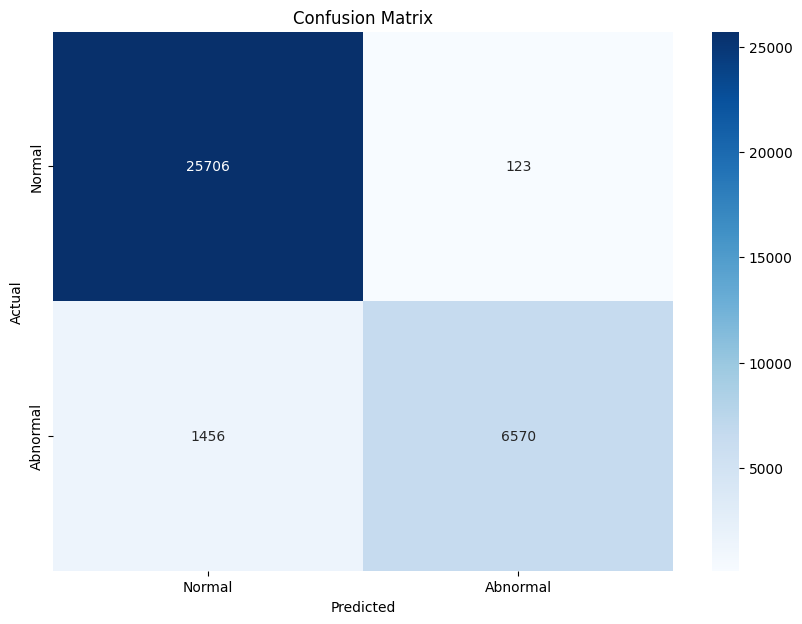 Confusion Matrix
Actual
Normal
Abnormal
25706
123
1456
6570
Normal
Abnormal
Predicted
25000
20000
15000
10000
5000